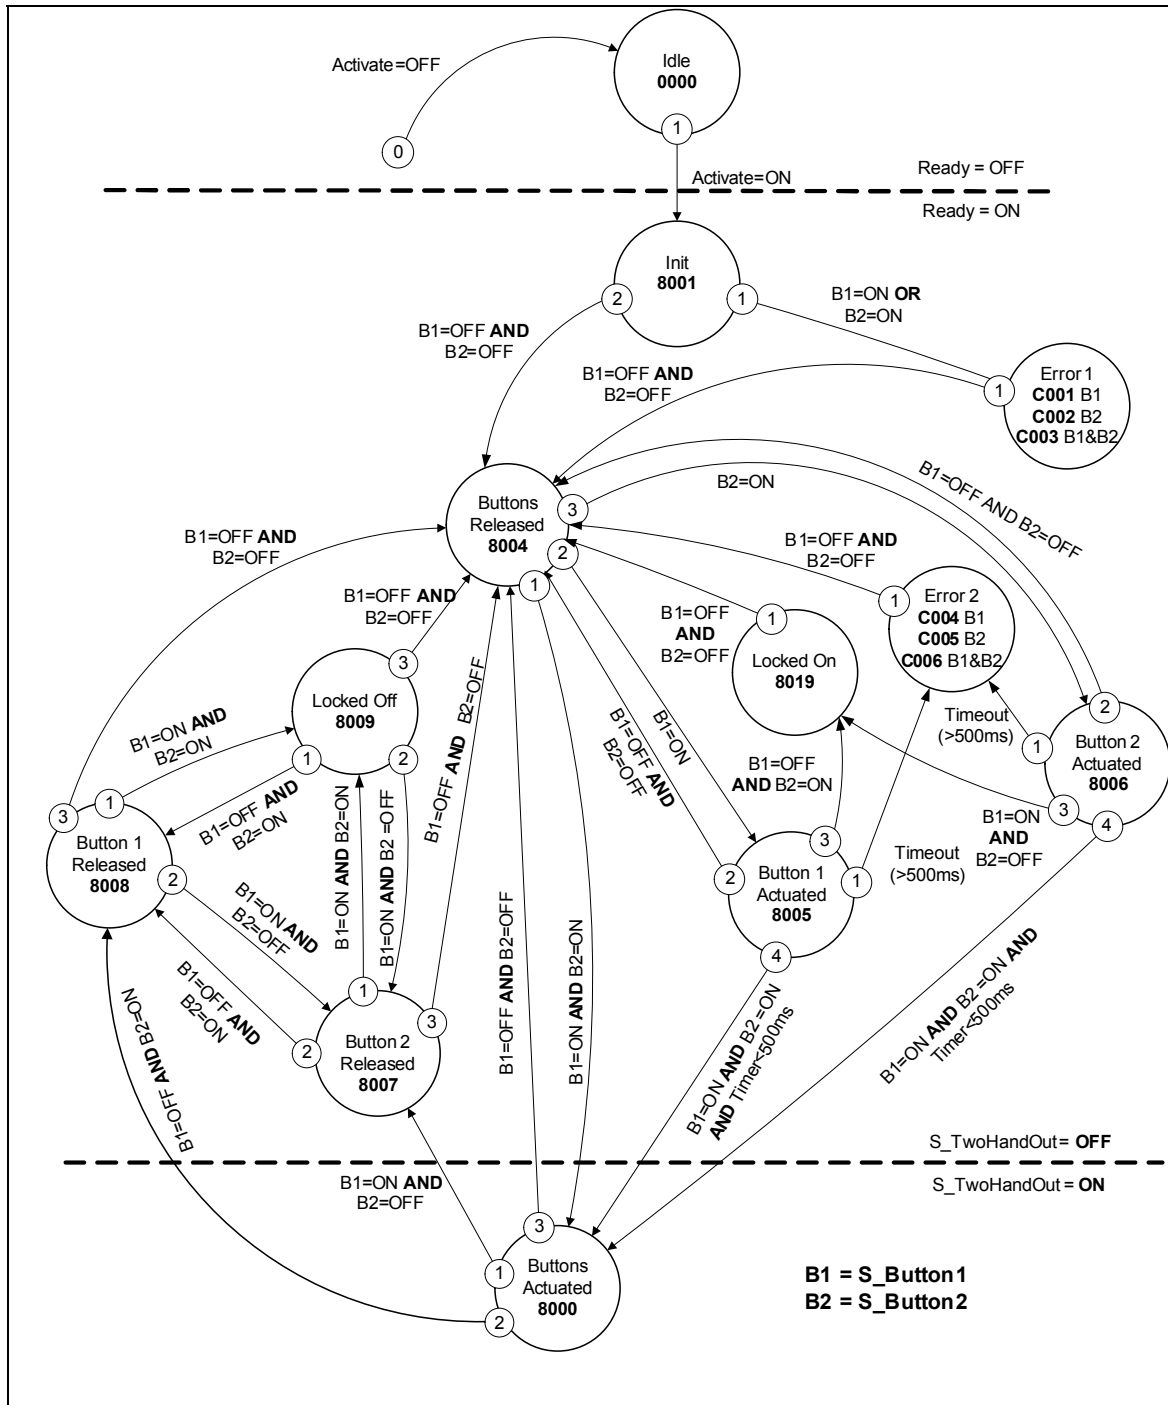 Idle
0000
1
Activate=OFF
0
Activate=ON
Ready = OFF
Ready = ON
Init
8001
2
1
B1=ON OR
B2=ON
B1=OFF AND
B2=OFF
B1=OFF AND
B2=OFF
1
Error 1
C001 B1
C002 B2
C003 B1&B2
Buttons
Released
8004
3
2
1
B2=ON
B1=OFF AND B2=OFF
B1=OFF AND
B2=OFF
B1=OFF AND
B2=OFF
1
Error 2
C004 B1
C005 B2
C006 B1&B2
B1=OFF AND
B2=OFF
B1=OFF
AND
B2=OFF
1
Locked On
8019
3
Locked Off
8009
1
2
B1=OFF AND B2=OFF
B1=ON AND
B2=ON
B1=ON
B1=OFF AND
B2=OFF
Timeout
(>500ms)
2
1
Button 2
Actuated
8006
3
4
B1=OFF
AND B2=ON
B1=ON
AND
B2=OFF
3
1
Button 1
Released
8008
2
B1=OFF AND
B2=ON
B1=ON AND B2=ON
B1=ON AND B2 =OFF
Timeout
(>500ms)
3
2
1
Button 1
Actuated
8005
4
B1=ON AND
B2=OFF
B1=OFF AND
B2=ON
1
2
3
Button 2
Released
8007
B1=OFF AND B2=OFF
B1=ON AND B2=ON
B1=ON AND B2 =ON
AND Timer<500ms
B1=ON AND B2 =ON AND
Timer<500ms
B1=OFF AND B2=ON
S_TwoHandOut= OFF
S_TwoHandOut = ON
B1=ON AND
B2=OFF
3
1
2
Buttons
Actuated
8000
B1 = S_Button1
B2 = S_Button2